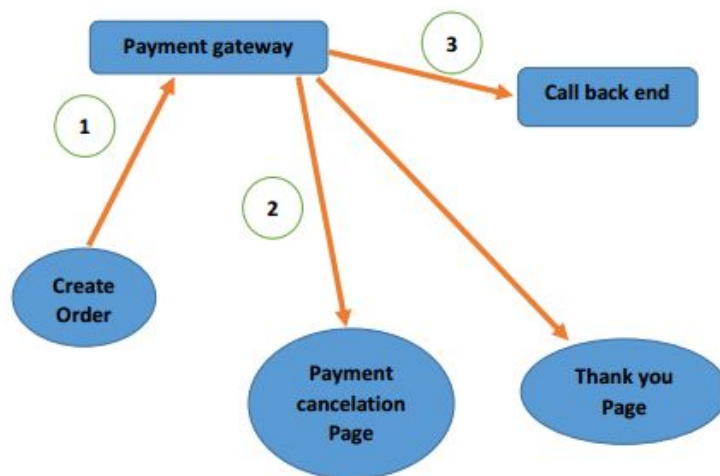 Payment gateway
3
Call back end
1
2
Create
Order
Payment
cancelation
Page
Thank you
Page